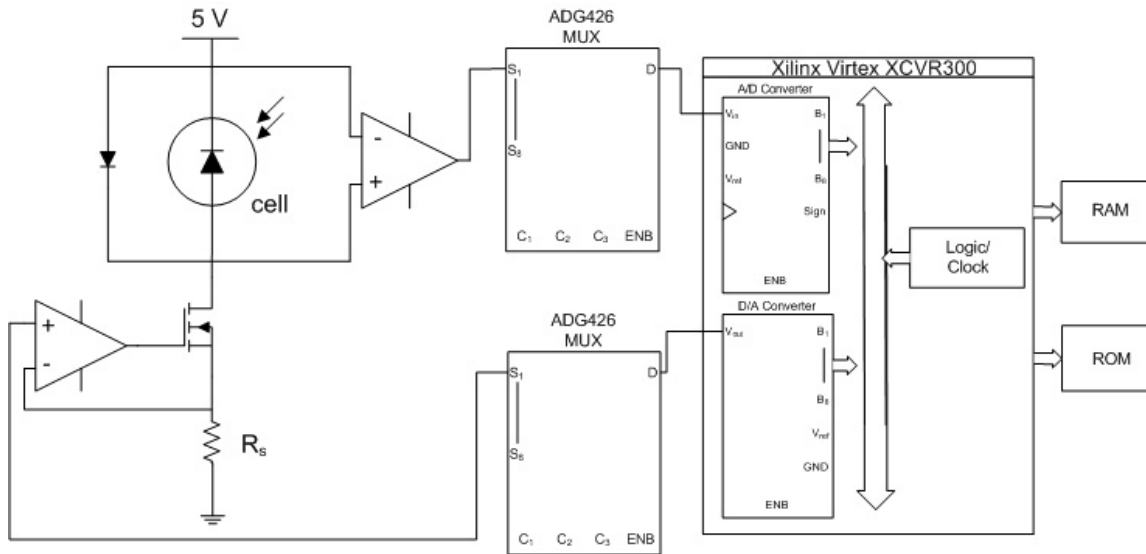 5 V
cell
-
+
+
-
Rs
ADG426
MUX
S1
D
S8
C1 C2 C3 ENB
ADG426
MUX
S1
D
S8
C1 C2 C3 ENB
Xilinx Virtex XCVR300
A/D Converter
Vin
B1
GND
Vref
B8
Sign
ENB
D/A Converter
Vout
B1
B8
Vref
GND
ENB
Logic/
Clock
RAM
ROM